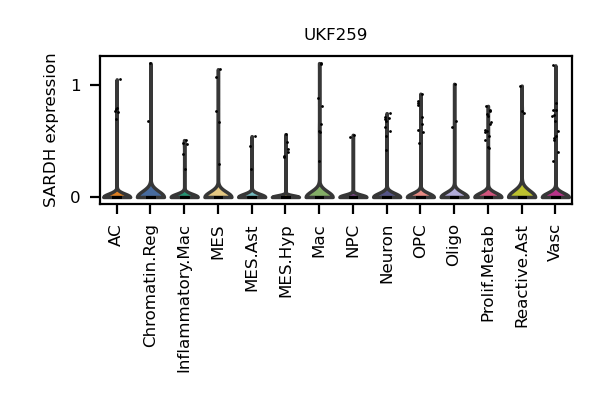 UKF259
SARDH expression
1
0
AC
Chromatin.Reg
Inflammatory.Mac
MES
MES.Ast
MES.Hyp
Mac
NPC
Neuron
OPC
Oligo
Prolif.Metab
Reactive.Ast
Vasc